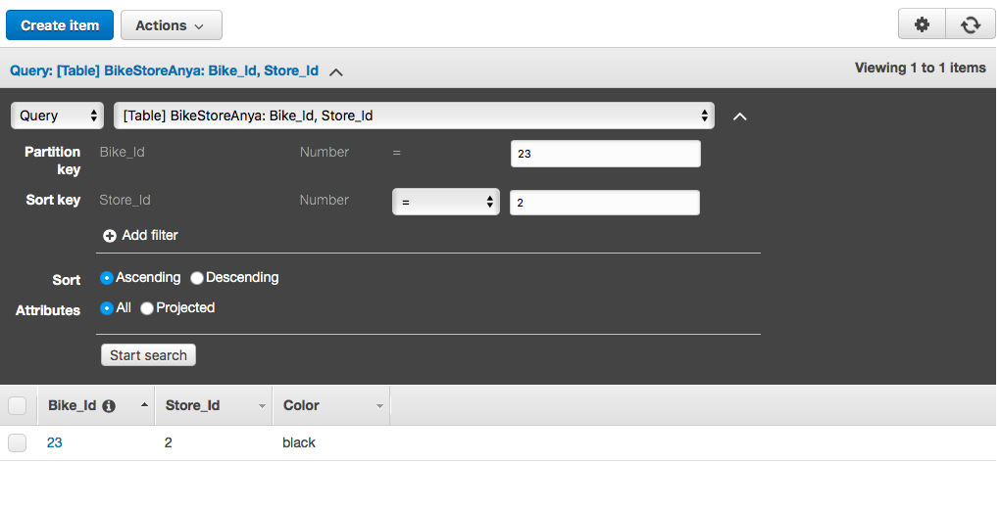 Create item Actions
Query: [Table] BikeStoreAnya: Bike_Id, Store_Id Viewing 1 to 1 items
Query [Table] BikeStoreAnya: Bike_Id, Store_Id
Partition key Bike_Id Number = 23
Sort key Store_Id Number = 2
Add filter
Sort Ascending Descending
Attributes All Projected
Start search
Bike_Id Store_Id Color
23 2 black